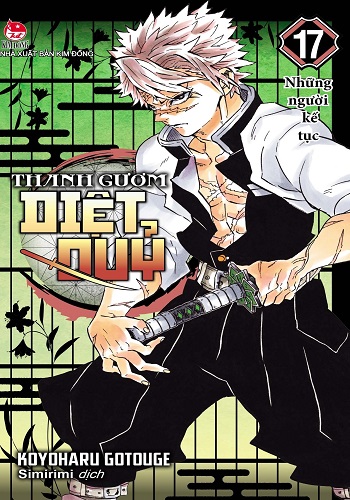 KIM ĐỒNG
NHÀ XUẤT BẢN KIM ĐỒNG
17
Những
người
kế
tục
THANH GƯƠM
DIỆT
QUỶ
KOYOHARU GOTOUGE
Simirimi dịch